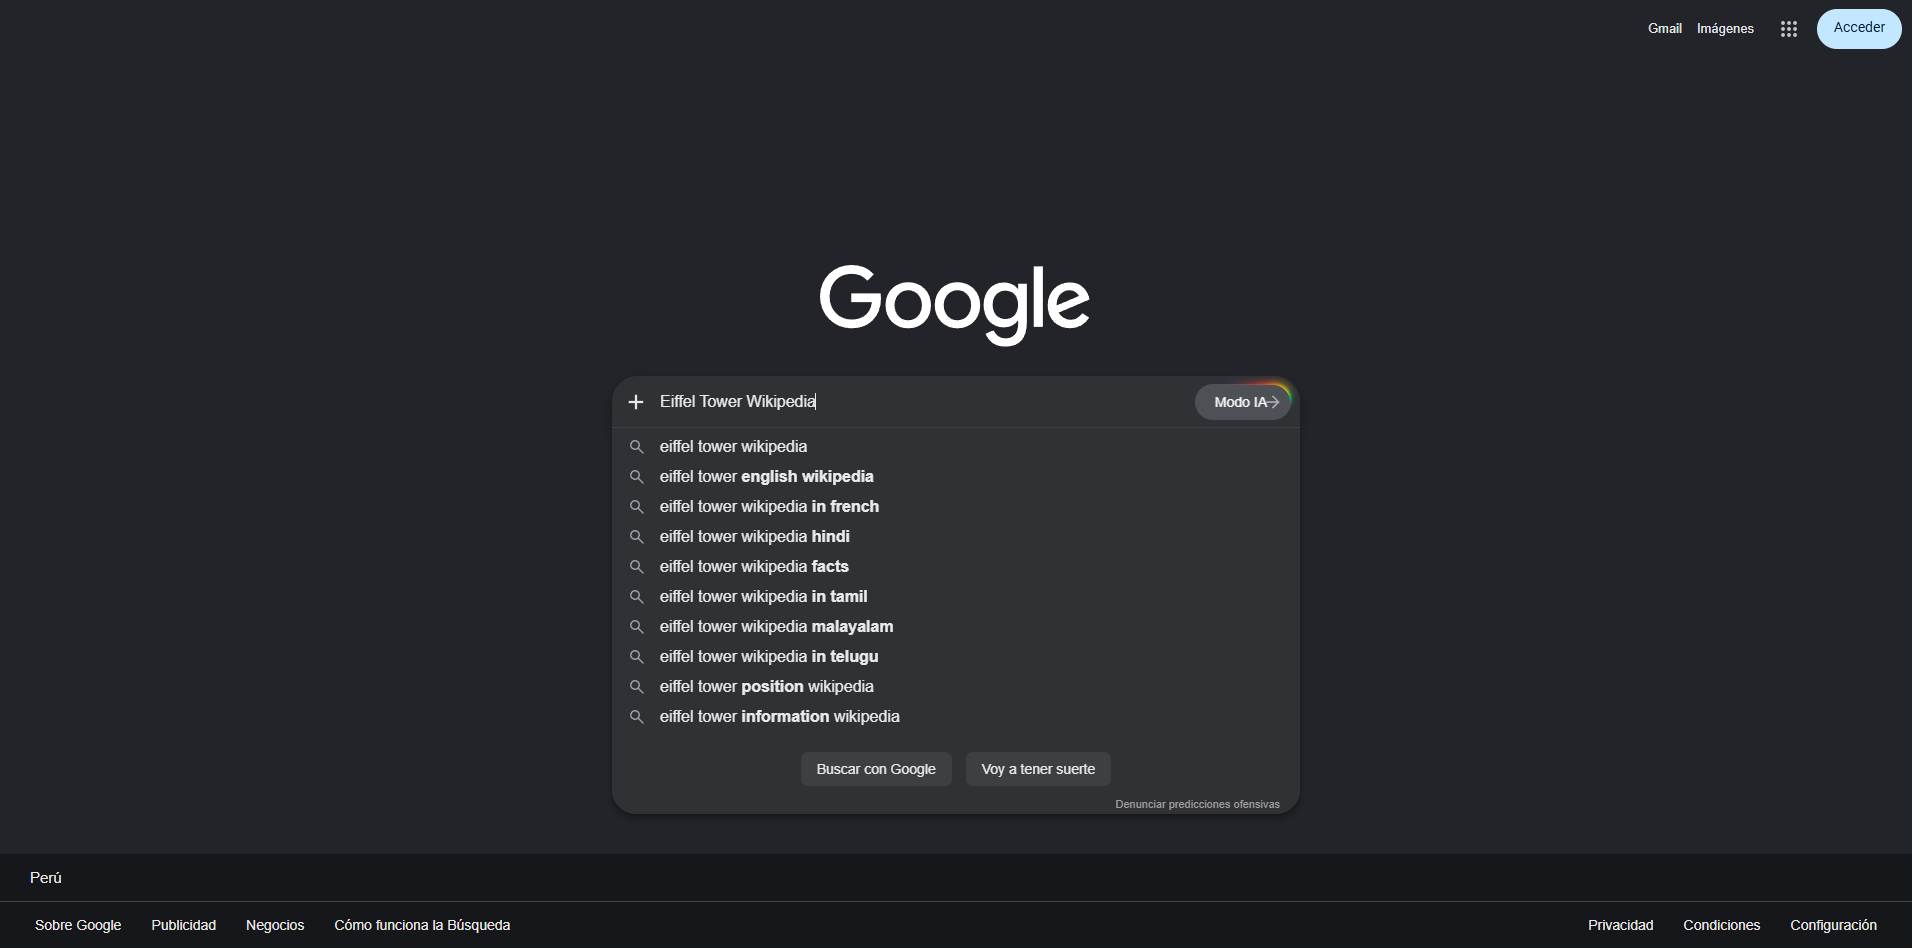 Gmail Imágenes Acceder
Google
Eiffel Tower Wikipedia Modo IA
eiffel tower wikipedia
eiffel tower english wikipedia
eiffel tower wikipedia in french
eiffel tower wikipedia hindi
eiffel tower wikipedia facts
eiffel tower wikipedia in tamil
eiffel tower wikipedia malayalam
eiffel tower wikipedia in telugu
eiffel tower position wikipedia
eiffel tower information wikipedia
Buscar con Google Voy a tener suerte
Denunciar predicciones ofensivas
Perú
Sobre Google Publicidad Negocios Cómo funciona la Búsqueda Privacidad Condiciones Configuración